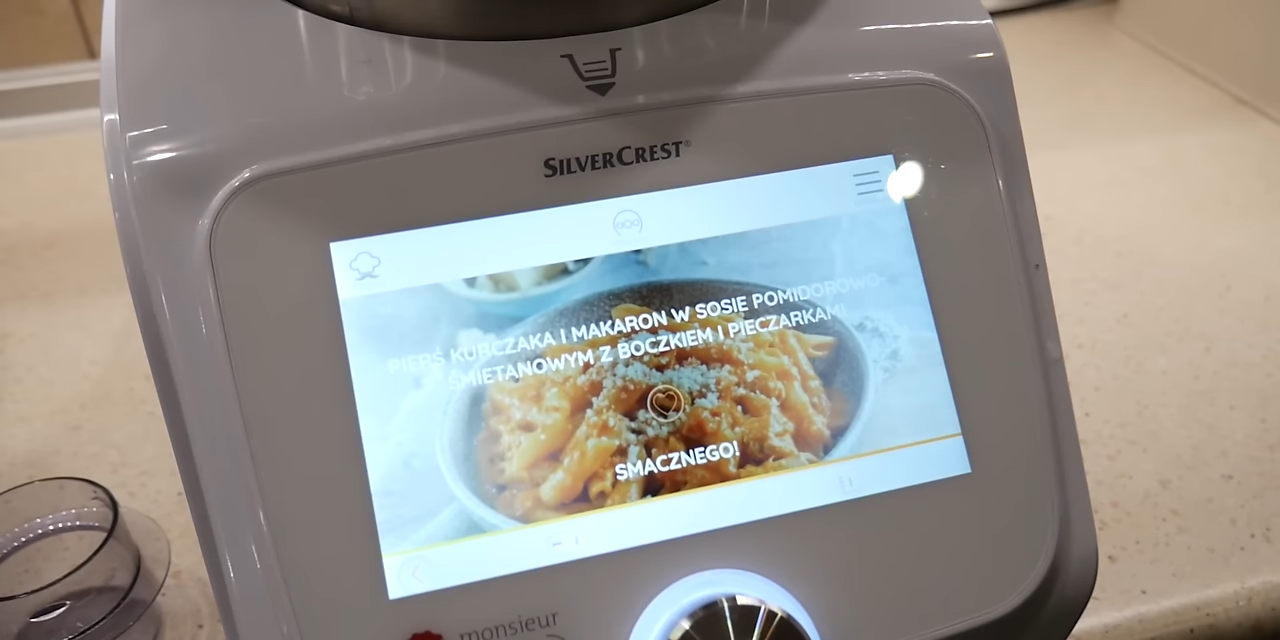 SILVERCREST®
PIERŚ KURCZAKA I MAKARON W SOSIE POMIDOROWO-
ŚMIETANOWYM Z BOCZKIEM I PIECZARKAMI
SMACZNEGO!
monsieur